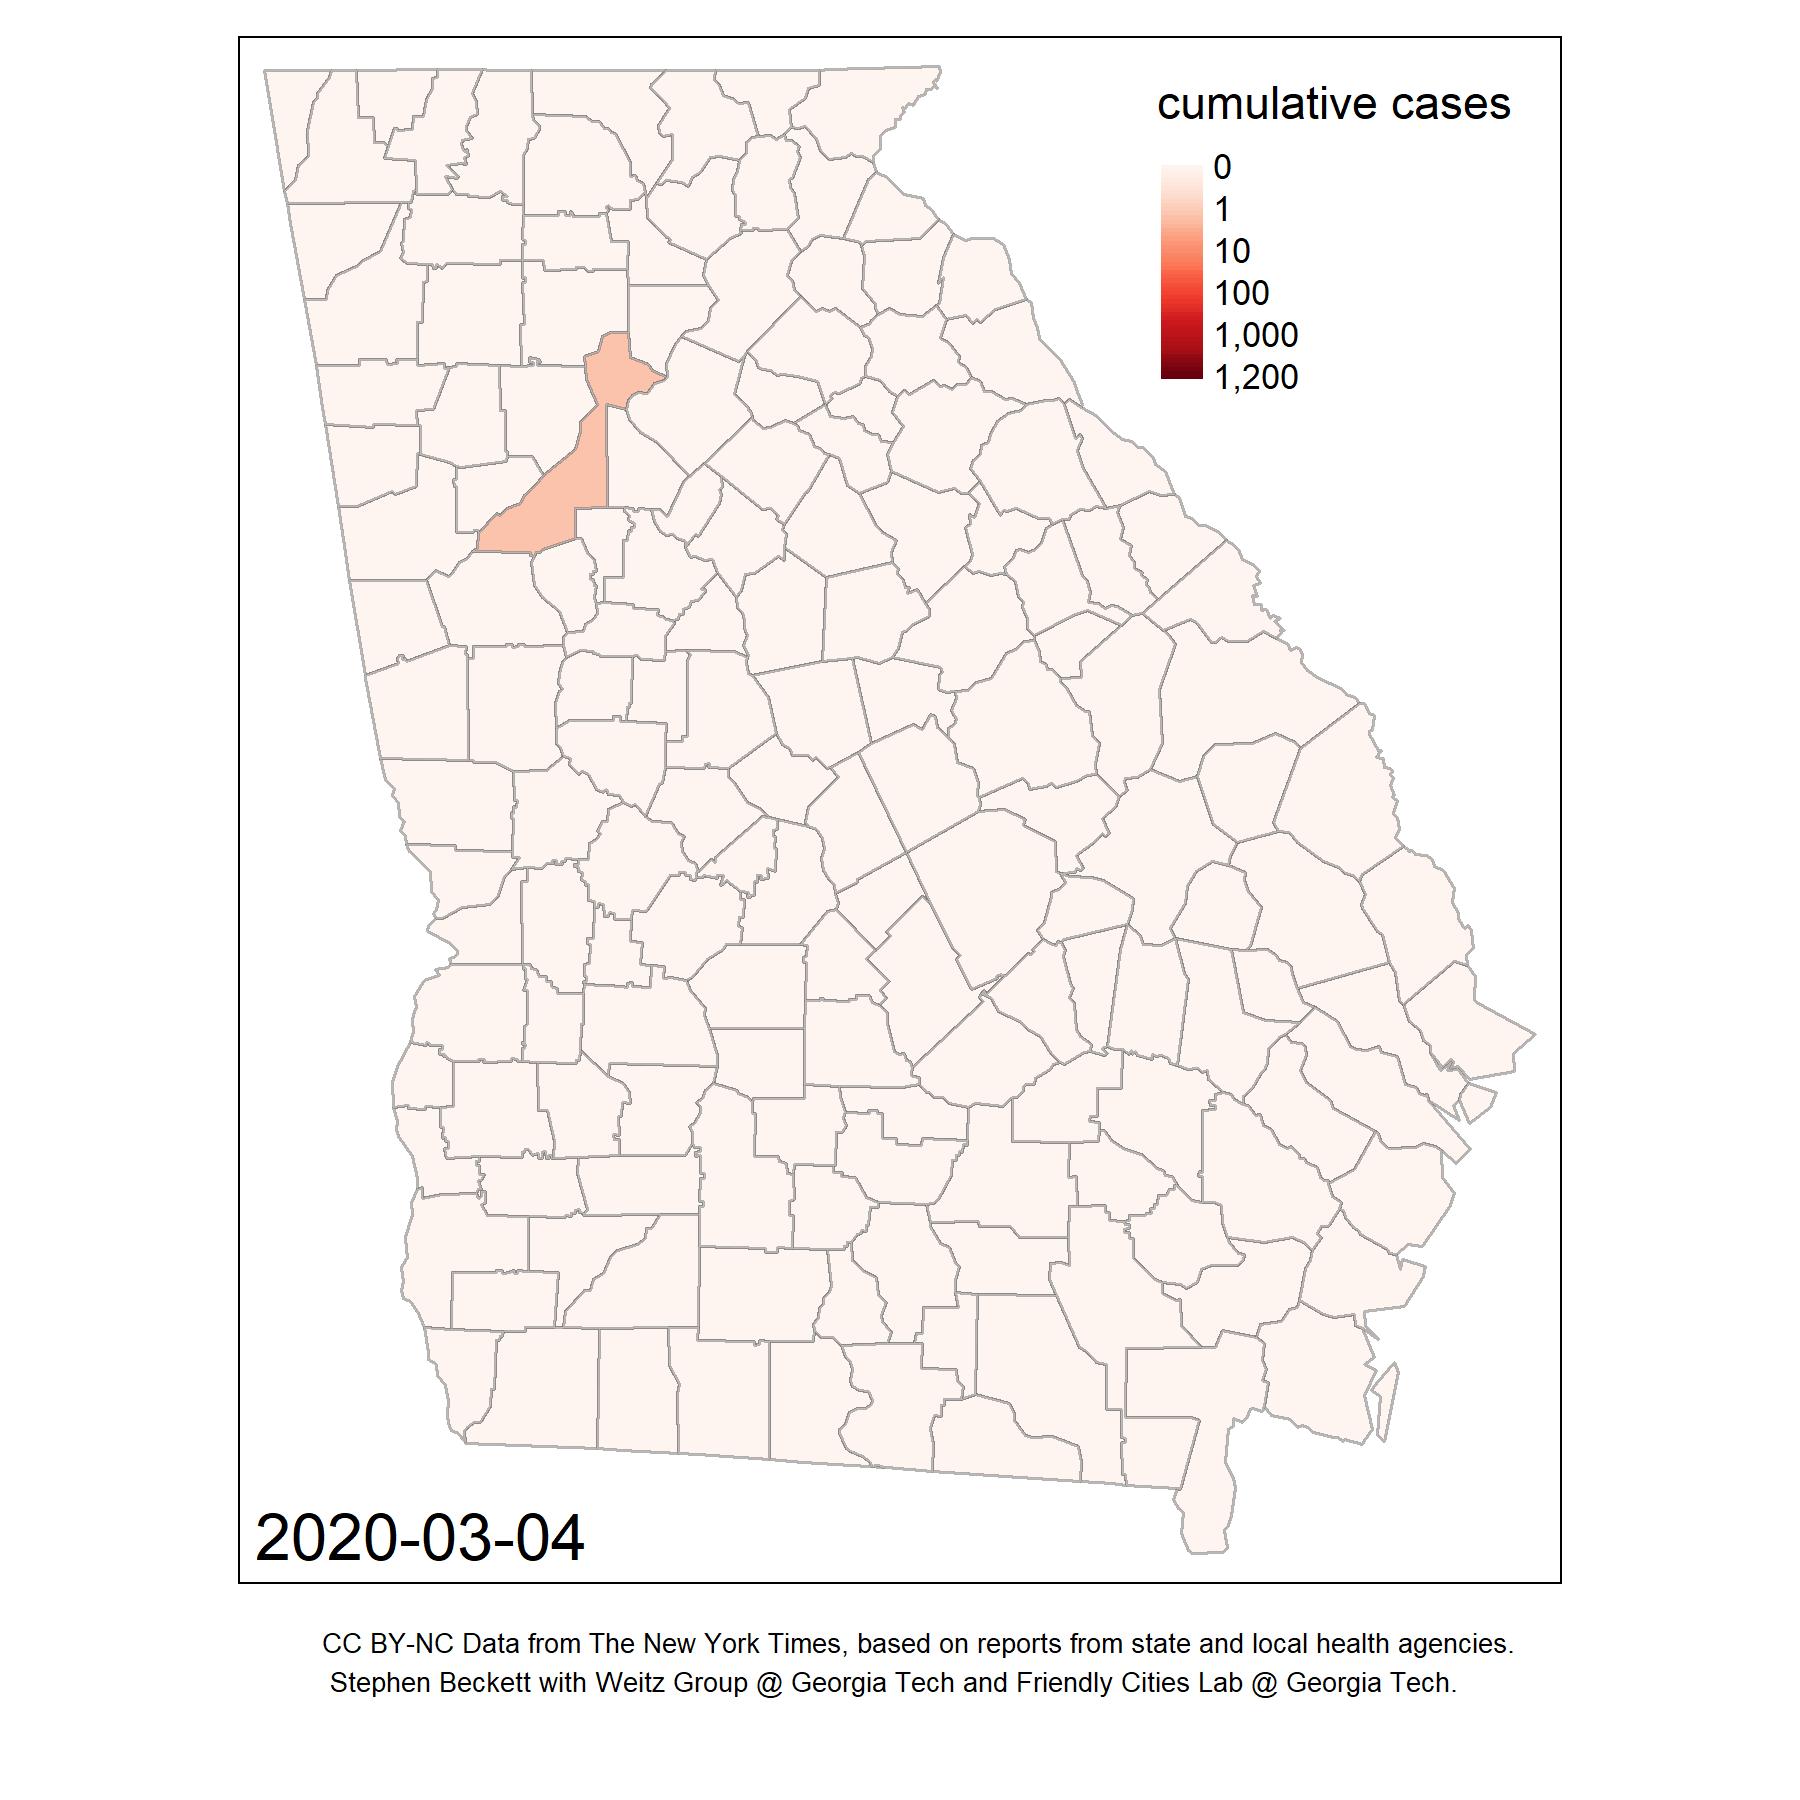 cumulative cases
0
1
10
100
1,000
1,200
2020-03-04
CC BY-NC Data from The New York Times, based on reports from state and local health agencies.
Stephen Beckett with Weitz Group @ Georgia Tech and Friendly Cities Lab @ Georgia Tech.